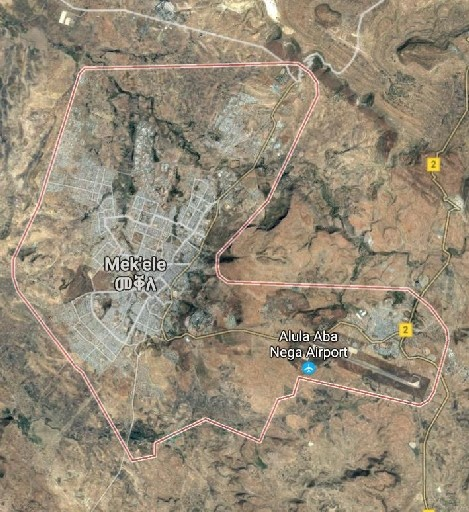 2
Mek'ele
መቐለ
Alula Aba
Nega Airport
2